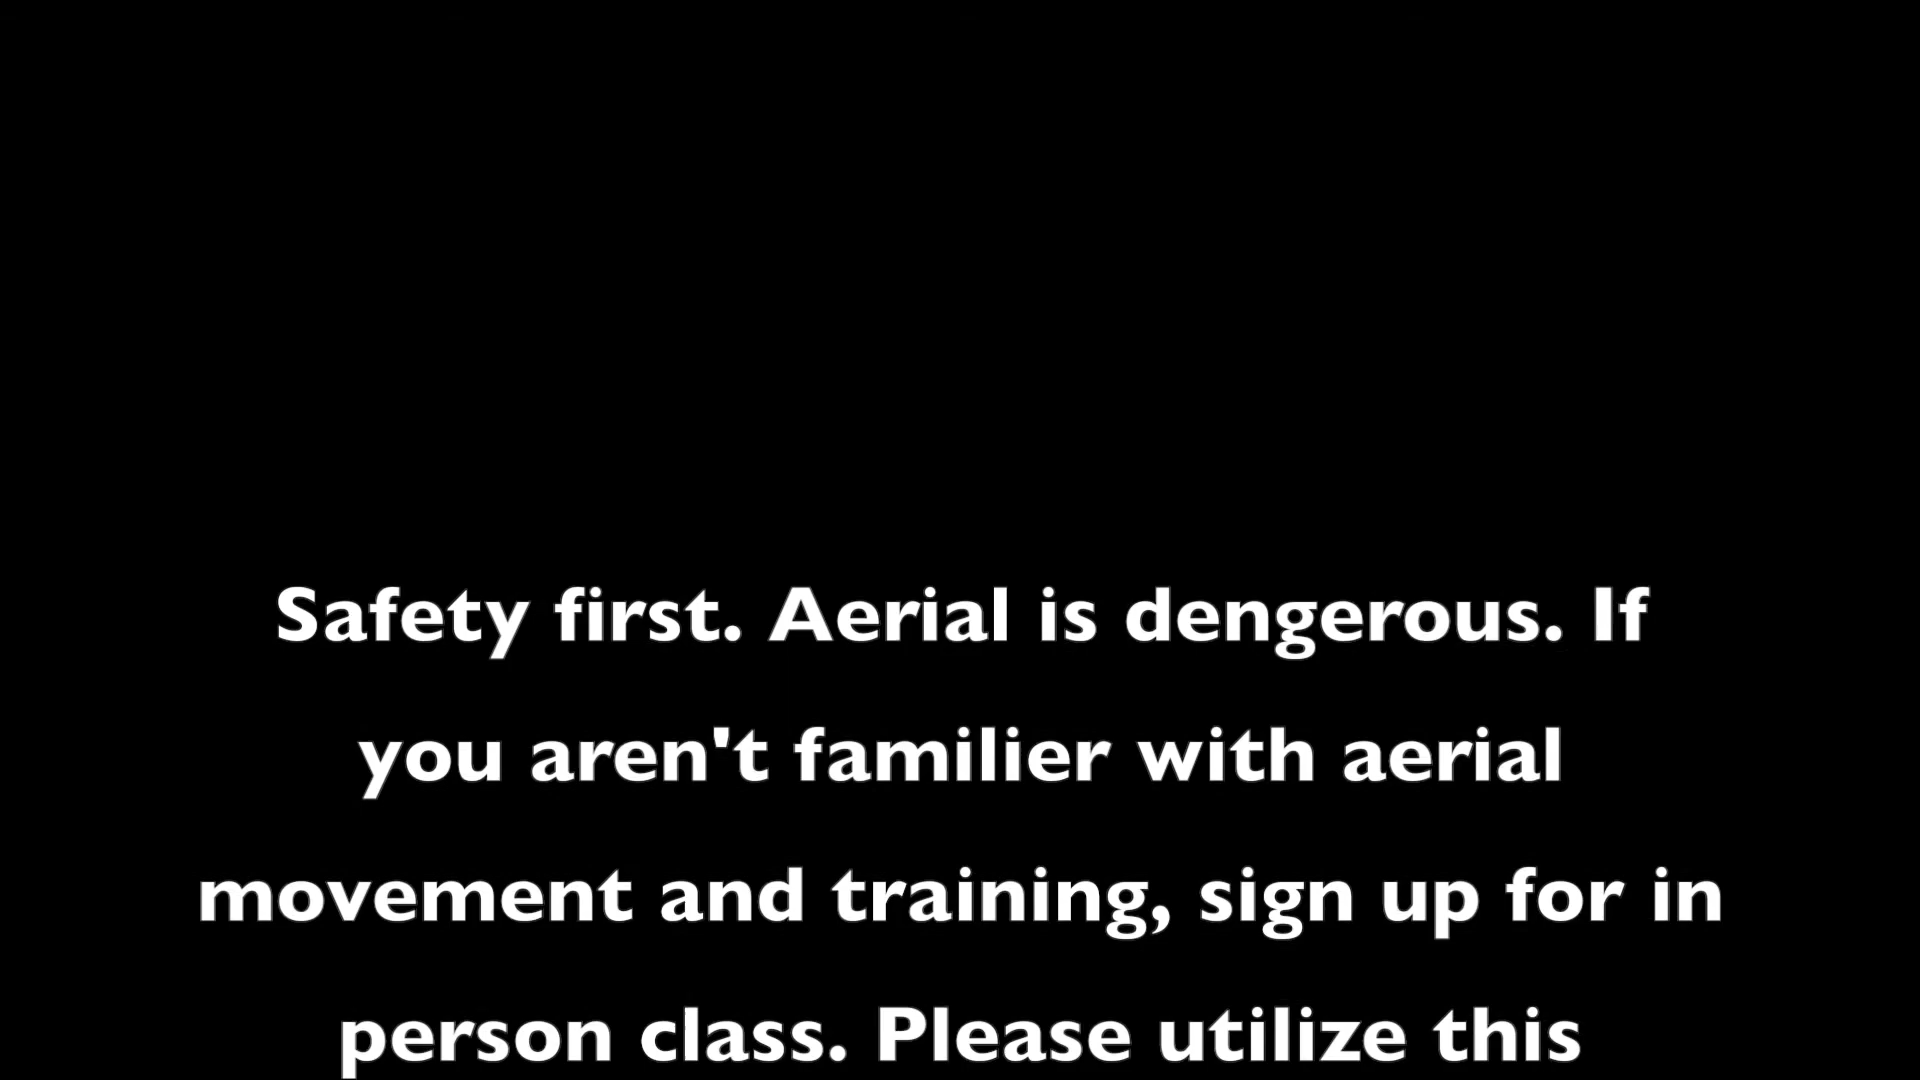 Safety first. Aerial is dengerous. If
you aren't familier with aerial
movement and training, sign up for in
person class. Please utilize this